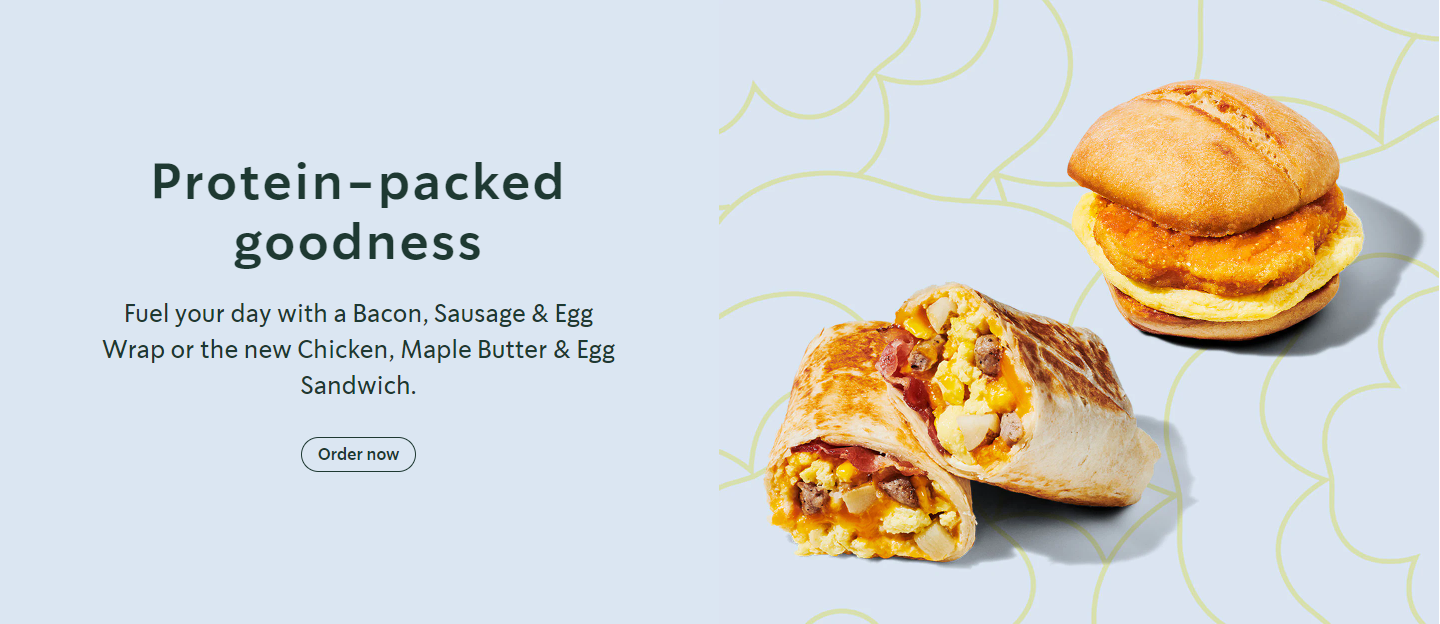 Protein-packed
goodness
Fuel your day with a Bacon, Sausage & Egg
Wrap or the new Chicken, Maple Butter & Egg
Sandwich.
Order now